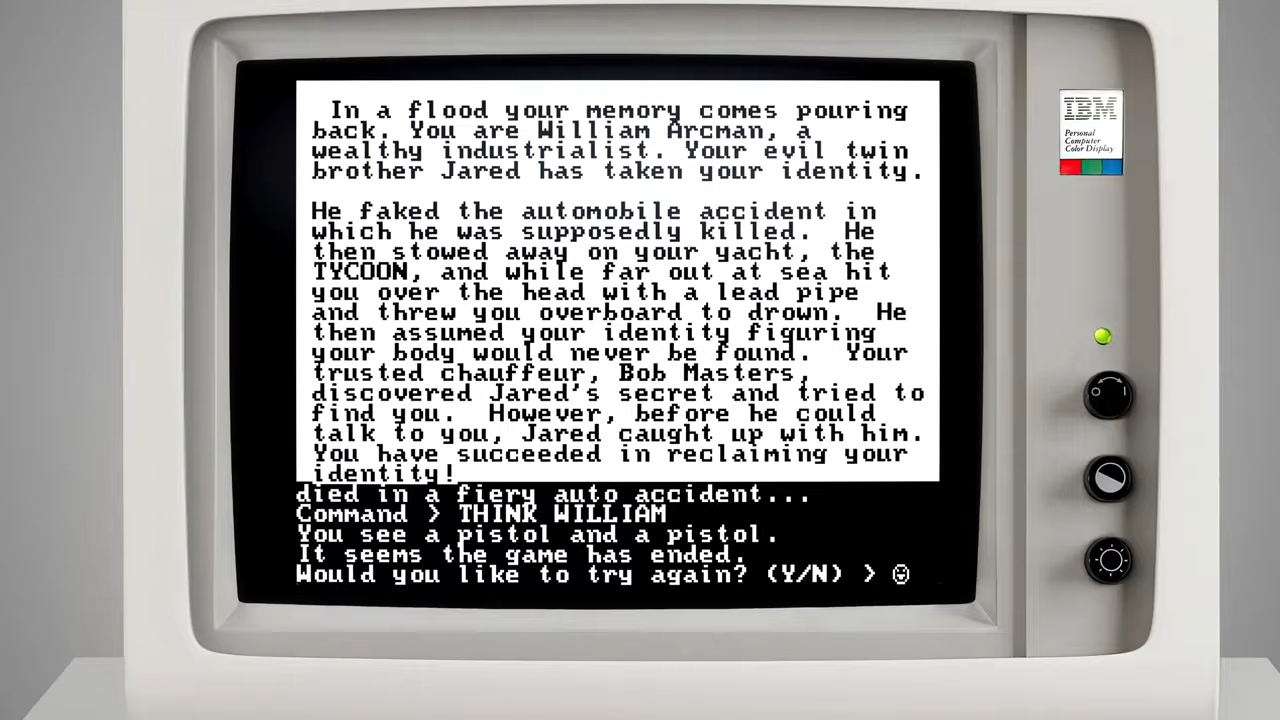 In a flood your memory comes pouring
back. You are William Arcman, a
wealthy industrialist. Your evil twin
brother Jared has taken your identity.
He faked the automobile accident in
which he was supposedly killed. He
then stowed away on your yacht, the
TYCOON, and while far out at sea hit
you over the head with a lead pipe
and threw you overboard to drown. He
then assumed your identity figuring
your body would never be found. Your
trusted chauffeur, Bob Masters,
discovered Jared's secret and tried to
find you. However, before he could
talk to you, Jared caught up with him.
You have succeeded in reclaiming your
identity!
died in a fiery auto accident...
Command > THINK WILLIAM
You see a pistol and a pistol.
It seems the game has ended.
Would you like to try again? (Y/N) >
IBM
Personal
Computer
Color Display